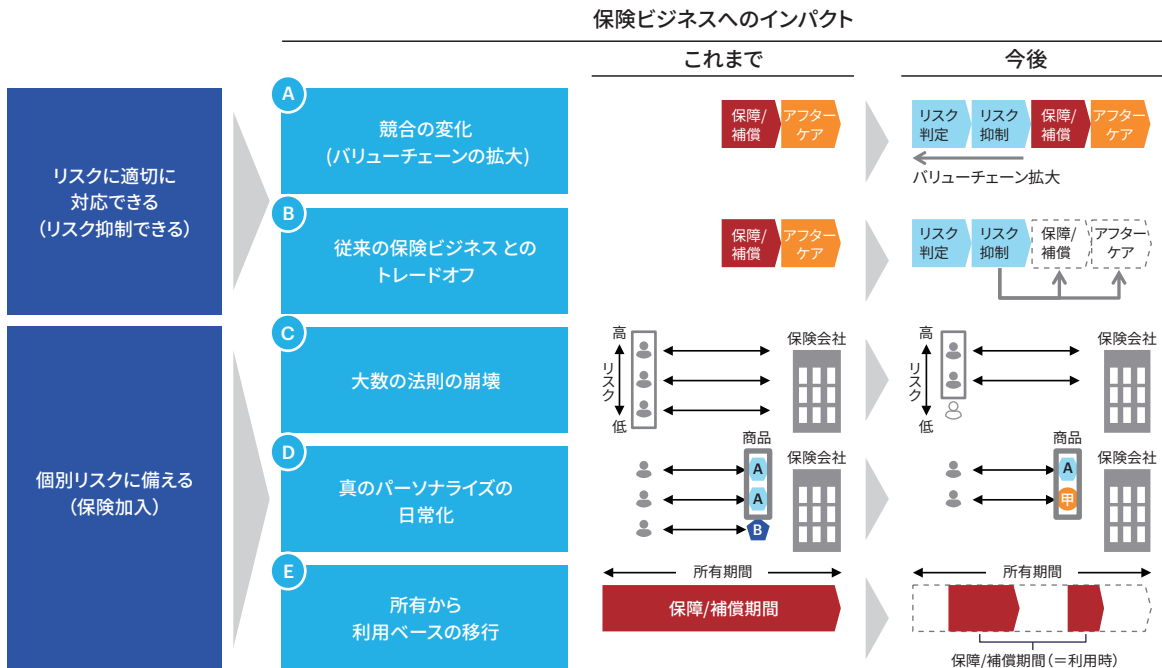 保険ビジネスへのインパクト
これまで
今後
リスクに適切に
対応できる
（リスク抑制できる）
A
競合の変化
(バリューチェーンの拡大)
保障/
補償
アフター
ケア
リスク
判定
リスク
抑制
保障/
補償
アフター
ケア
バリューチェーン拡大
B
従来の保険ビジネス との
トレードオフ
保障/
補償
アフター
ケア
リスク
判定
リスク
抑制
保障/
補償
アフター
ケア
個別リスクに備える
（保険加入）
C
大数の法則の崩壊
高
リスク
低
保険会社
高
リスク
低
保険会社
D
真のパーソナライズの
日常化
商品
A
A
B
保険会社
商品
A
甲
保険会社
E
所有から
利用ベースの移行
所有期間
保障/補償期間
所有期間
保障/補償期間（＝利用時）